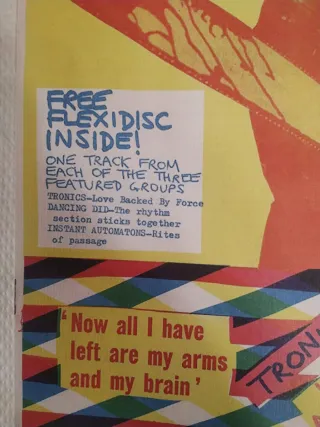 FREE
FLEXIDISC
INSIDE!
ONE TRACK FROM
EACH OF THE THREE
FEATURED GROUPS
TRONICS—Love Backed By Force
DANCING DID—The rhythm
section sticks together
INSTANT AUTOMATONS—Rites
of passage
'Now all I have
left are my arms
and my brain'